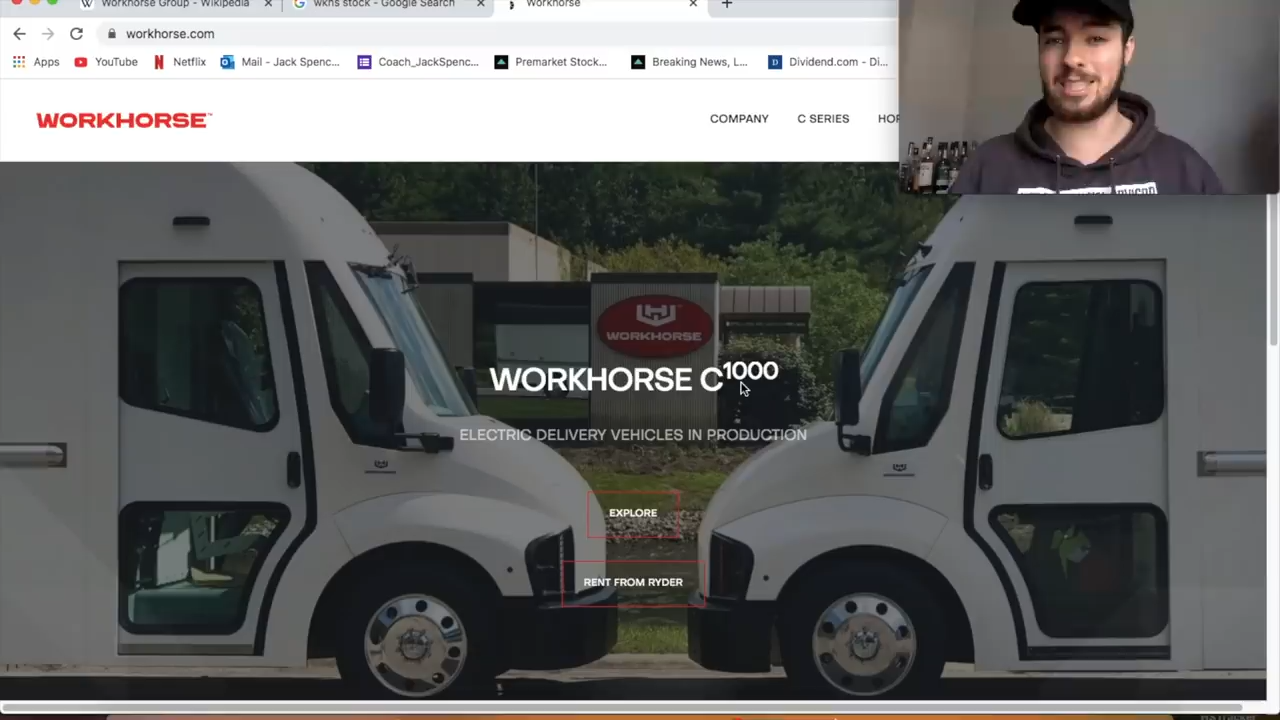 Workhorse Group - Wikipedia
wkhs stock - Google Search
Workhorse
workhorse.com
Apps
YouTube
Netflix
Mail - Jack Spenc...
Coach_JackSpenc...
Premarket Stock...
Breaking News, L...
Dividend.com - Di...
WORKHORSE™
COMPANY
C SERIES
HOR
WORKHORSE
WORKHORSE C1000
ELECTRIC DELIVERY VEHICLES IN PRODUCTION
EXPLORE
RENT FROM RYDER